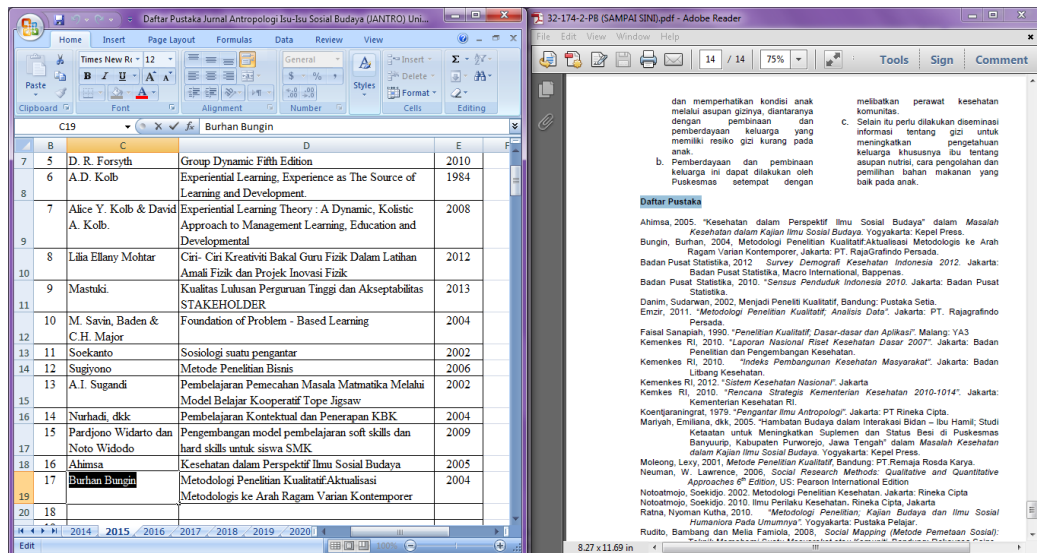 Daftar Pustaka Jurnal Antropologi Isu-Isu Sosial Budaya (JANTRO) Uni...
Home Insert Page Layout Formulas Data Review View
Paste
Times New Ro 12
B I U A A
General
$ % ,
Styles
Insert
Delete
Format
Clipboard Font Alignment Number Cells Editing
C19 fx Burhan Bungin
B C D E F
7 5 D. R. Forsyth Group Dynamic Fifth Edition 2010
6 A.D. Kolb Experiential Learning, Experience as The Source of 1984
8 Learning and Development.
7 Alice Y. Kolb & David Experiential Learning Theory : A Dynamic, Kolistic 2008
A. Kolb. Approach to Management Learning, Education and
9 Developmental
8 Lilia Ellany Mohtar Ciri- Ciri Kreativiti Bakal Guru Fizik Dalam Latihan 2012
10 Amali Fizik dan Projek Inovasi Fizik
9 Mastuki. Kualitas Lulusan Perguruan Tinggi dan Akseptabilitas 2013
11 STAKEHOLDER
10 M. Savin, Baden & Foundation of Problem - Based Learning 2004
12 C.H. Major
13 11 Soekanto Sosiologi suatu pengantar 2002
14 12 Sugiyono Metode Penelitian Bisnis 2006
13 A.I. Sugandi Pembelajaran Pemecahan Masala Matmatika Melalui 2002
15 Model Belajar Kooperatif Tope Jigsaw
16 14 Nurhadi, dkk Pembelajaran Kontektual dan Penerapan KBK 2004
15 Pardjono Widarto dan Pengembangan model pembelajaran soft skills dan 2009
17 Noto Widodo hard skills untuk siswa SMK
18 16 Ahimsa Kesehatan dalam Perspektif Ilmu Sosial Budaya 2005
17 Burhan Bungin Metodologi Penelitian Kualitatif:Aktualisasi 2004
19 Metodologis ke Arah Ragam Varian Kontemporer
20 18
2014 2015 2016 2017 2018 2019 2020
Edit 100%
32-174-2-PB (SAMPAI SINI).pdf - Adobe Reader
File Edit View Window Help
14 / 14 75% Tools Sign Comment
dan memperhatikan kondisi anak
melalui asupan gizinya, diantaranya
dengan pembinaan dan
pemberdayaan keluarga yang
memiliki resiko gizi kurang pada
anak.
b. Pemberdayaan dan pembinaan
keluarga ini dapat dilakukan oleh
Puskesmas setempat dengan
melibatkan perawat kesehatan
komunitas.
c. Selain itu perlu dilakukan diseminasi
informasi tentang gizi untuk
meningkatkan pengetahuan
keluarga khususnya ibu tentang
asupan nutrisi, cara pengolahan dan
pemilihan bahan makanan yang
baik pada anak.
Daftar Pustaka
Ahimsa, 2005. "Kesehatan dalam Perspektif Ilmu Sosial Budaya" dalam Masalah
Kesehatan dalam Kajian Ilmu Sosial Budaya. Yogyakarta: Kepel Press.
Bungin, Burhan, 2004, Metodologi Penelitian Kualitatif:Aktualisasi Metodologis ke Arah
Ragam Varian Kontemporer, Jakarta: PT. RajaGrafindo Persada.
Badan Pusat Statistika, 2012 Survey Demografi Kesehatan Indonesia 2012. Jakarta:
Badan Pusat Statistika, Macro International, Bappenas.
Badan Pusat Statistika, 2010. "Sensus Penduduk Indonesia 2010. Jakarta: Badan Pusat
Statistika.
Danim, Sudarwan, 2002, Menjadi Peneliti Kualitatif, Bandung: Pustaka Setia.
Emzir, 2011. "Metodologi Penelitian Kualitatif; Analisis Data". Jakarta: PT. Rajagrafindo
Persada.
Faisal Sanapiah, 1990. "Penelitian Kualitatif; Dasar-dasar dan Aplikasi". Malang: YA3
Kemenkes RI, 2010. "Laporan Nasional Riset Kesehatan Dasar 2007". Jakarta: Badan
Penelitian dan Pengembangan Kesehatan.
Kemenkes RI, 2010. "Indeks Pembangunan Kesehatan Masyarakat". Jakarta: Badan
Litbang Kesehatan.
Kemenkes RI, 2012. "Sistem Kesehatan Nasional". Jakarta
Kemkes RI, 2010. "Rencana Strategis Kementerian Kesehatan 2010-1014". Jakarta:
Kementerian Kesehatan RI.
Koentjaraningrat, 1979. "Pengantar Ilmu Antropologi". Jakarta: PT Rineka Cipta.
Mariyah, Emiliana, dkk, 2005. "Hambatan Budaya dalam Interakasi Bidan – Ibu Hamil; Studi
Ketaatan untuk Meningkatkan Suplemen dan Status Besi di Puskesmas
Banyuurip, Kabupaten Purworejo, Jawa Tengah" dalam Masalah Kesehatan
dalam Kajian Ilmu Sosial Budaya. Yogyakarta: Kepel Press.
Moleong, Lexy, 2001, Metode Penelitian Kualitatif, Bandung: PT.Remaja Rosda Karya.
Neuman, W. Lawrence, 2006, Social Research Methods: Qualitative and Quantitative
Approaches 6th Edition, US: Pearson International Edition
Notoatmojo, Soekidjo. 2002. Metodologi Penelitian Kesehatan. Jakarta: Rineka Cipta
Notoatmojo, Soekidjo. 2010. Ilmu Perilaku Kesehatan. Rineka Cipta, Jakarta
Ratna, Nyoman Kutha, 2010. "Metodologi Penelitian; Kajian Budaya dan Ilmu Sosial
Humaniora Pada Umumnya". Yogyakarta: Pustaka Pelajar.
Rudito, Bambang dan Melia Famiola, 2008, Social Mapping (Metode Pemetaan Sosial):
8.27 x 11.69 in